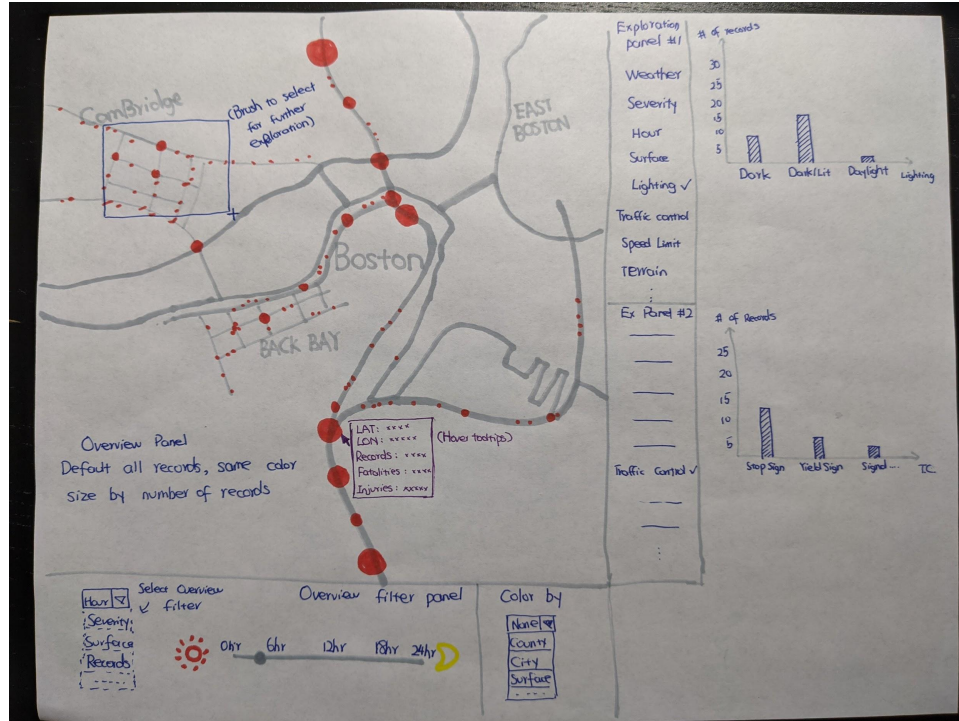 CamBridge
(Brush to select
for further
exploration)
EAST
BOSTON
Boston
BACK BAY
LAT: xxxx
LON: xxxxx
Records: xxxx
Fatalities: xxxx
Injuries: xxxxx
(Hover tooltips)
Overview Panel
Default all records, same color
size by number of records
Exploration
panel #1
Weather
Severity
Hour
Surface
Lighting ✓
Traffic control
Speed Limit
Terrain
⋮
# of records
30
25
20
15
10
5
Dark
Dark/Lit
Daylight
Lighting
Ex Panel #2
Traffic Control ✓
⋮
# of Records
25
20
15
10
5
Stop Sign
Yield Sign
Signal ...
TC
Hour
Severity
Surface
Records
Select Overview
filter
Overview filter panel
0hr
6hr
12hr
18hr
24hr
Color by
None
County
City
Surface